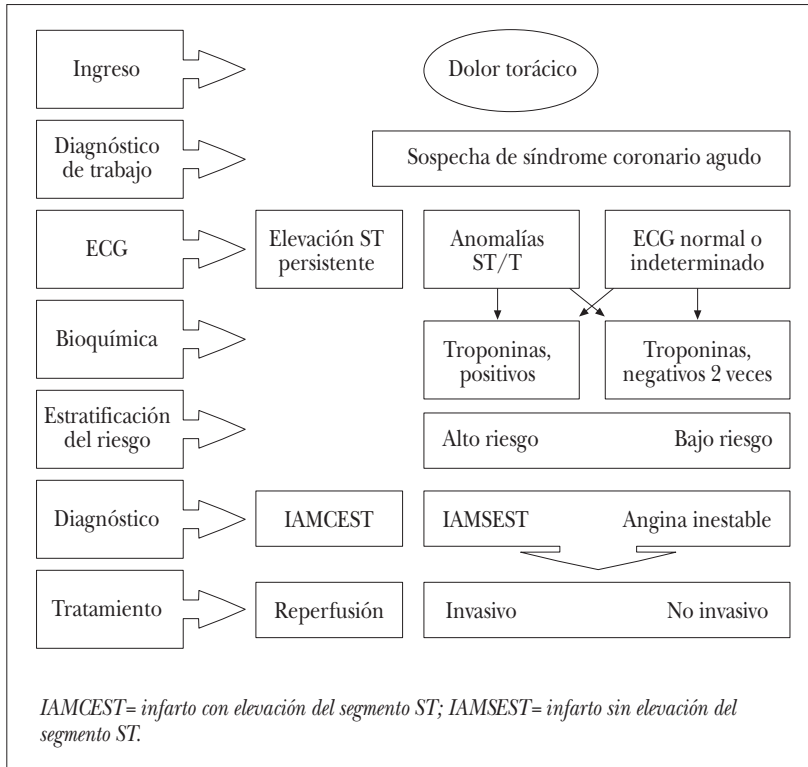 Ingreso
Dolor torácico
Diagnóstico
de trabajo
Sospecha de síndrome coronario agudo
ECG
Elevación ST
persistente
Anomalías
ST/T
ECG normal o
indeterminado
Bioquímica
Troponinas,
positivos
Troponinas,
negativos 2 veces
Estratificación
del riesgo
Alto riesgo
Bajo riesgo
Diagnóstico
IAMCEST
IAMSEST
Angina inestable
Tratamiento
Reperfusión
Invasivo
No invasivo
IAMCEST= infarto con elevación del segmento ST; IAMSEST= infarto sin elevación del
segmento ST.